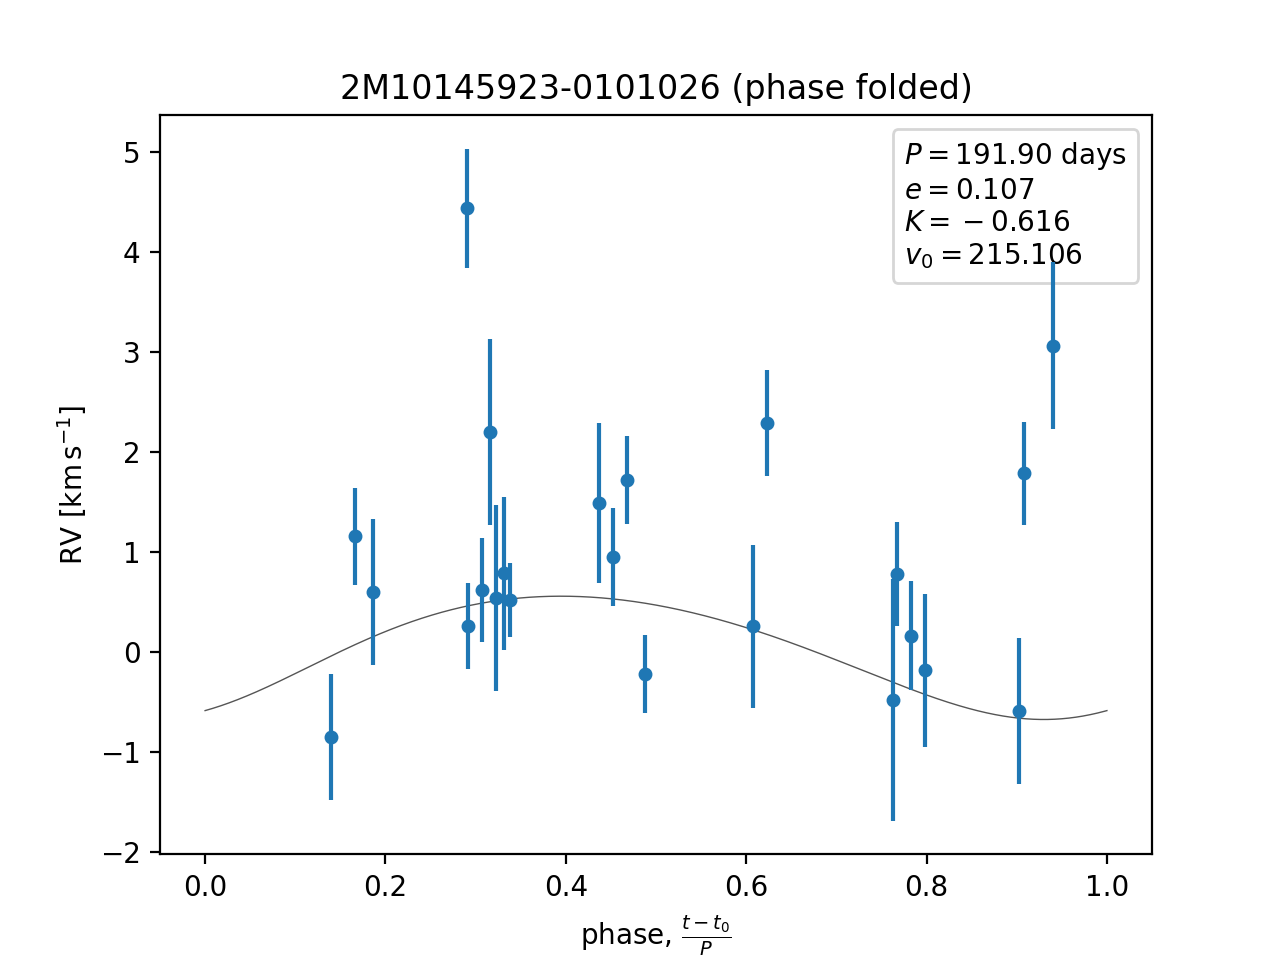 2M10145923-0101026 (phase folded)
P = 191.90 days
e = 0.107
K = −0.616
v₀ = 215.106
5
4
3
2
1
0
−1
−2
RV [km s⁻¹]
0.0 0.2 0.4 0.6 0.8 1.0
phase, (t − t₀)/P